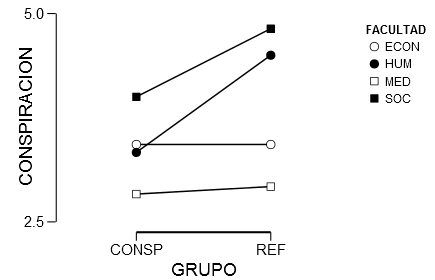 5.0
CONSPIRACION
2.5
CONSP REF
GRUPO
FACULTAD
ECON
HUM
MED
SOC